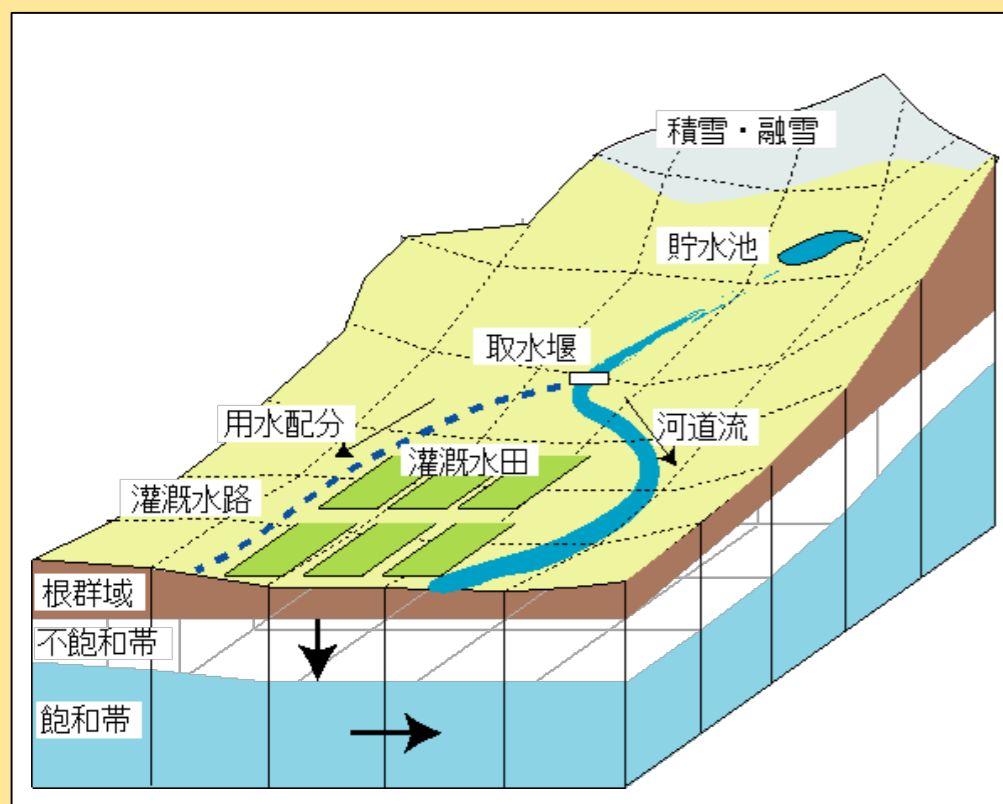 積雪・融雪
貯水池
取水堰
用水配分
河道流
灌漑水田
灌漑水路
根群域
不飽和帯
飽和帯